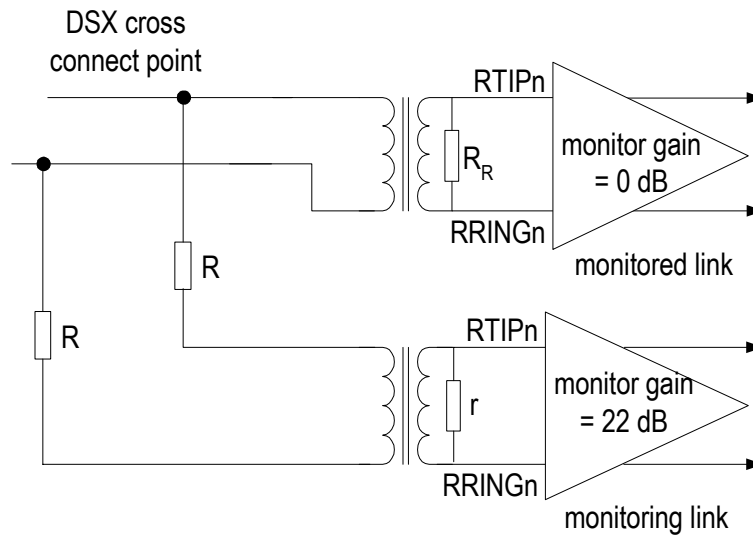 DSX cross
connect point
RTIPn
R
R
monitor gain
= 0 dB
RRINGn
monitored link
R
R
RTIPn
r
monitor gain
= 22 dB
RRINGn
monitoring link